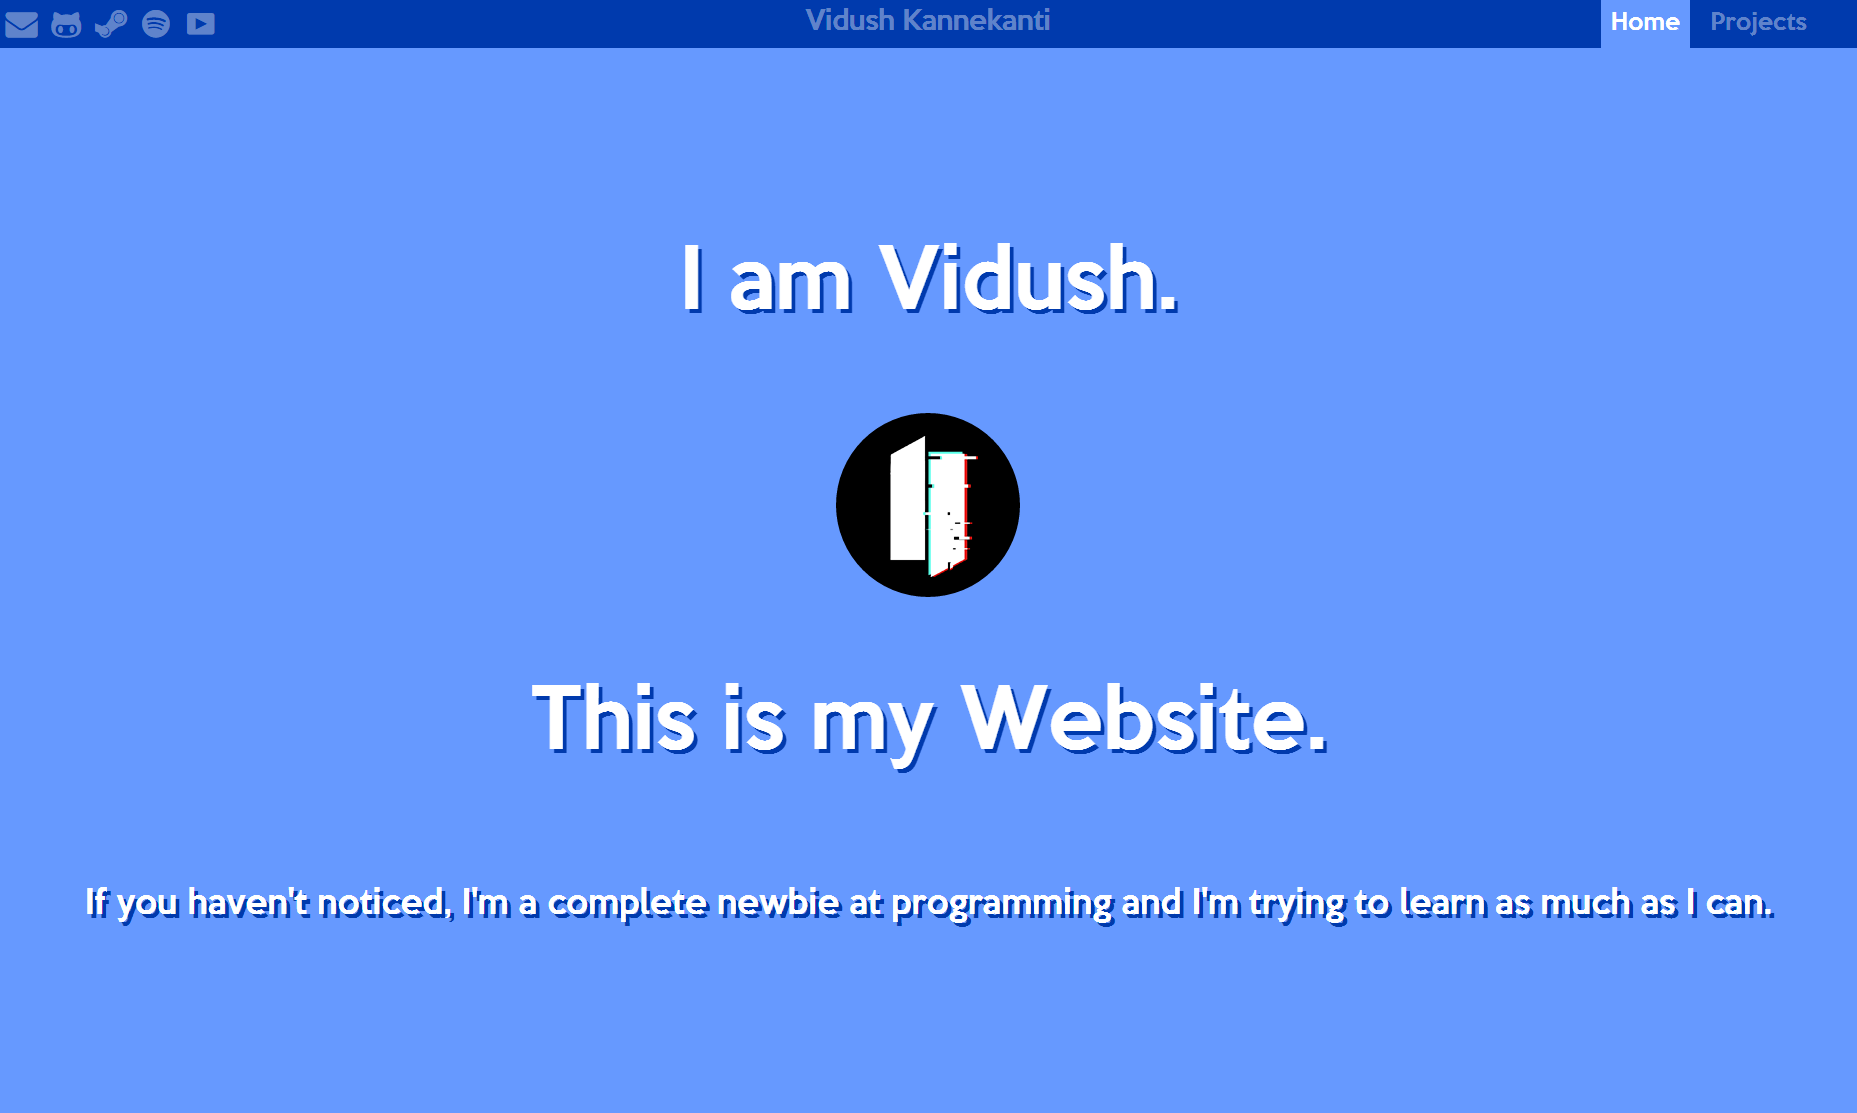 Vidush Kannekanti
Home Projects
I am Vidush.
This is my Website.
If you haven't noticed, I'm a complete newbie at programming and I'm trying to learn as much as I can.